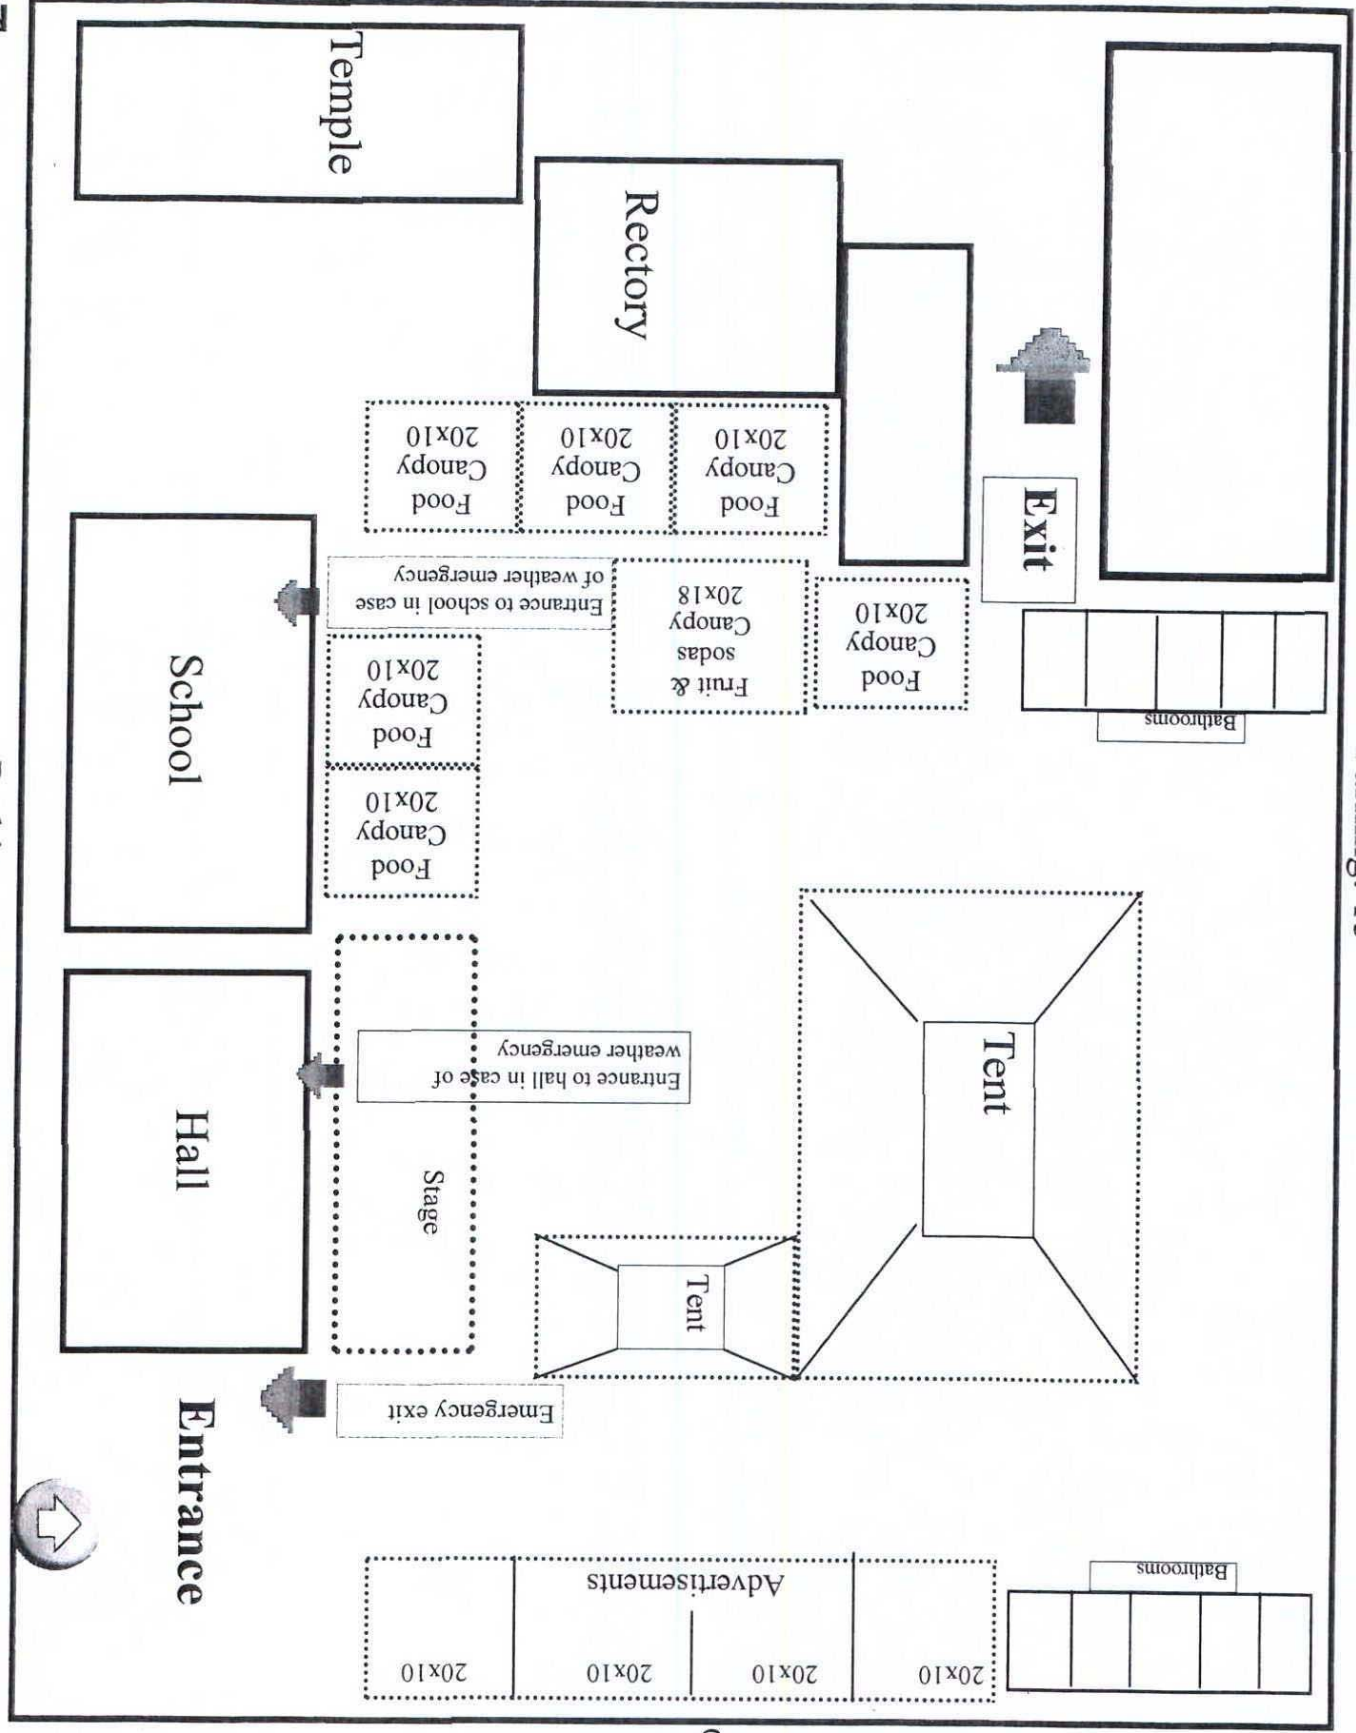 Temple
Rectory
Exit
20x10
Canopy
Food
20x10
Canopy
Food
20x10
Canopy
Food
Entrance to school in case
of weather emergency
Fruit &
sodas
Canopy
20x18
Food
Canopy
20x10
Bathrooms
School
Food
Canopy
20x10
Food
Canopy
20x10
Tent
Entrance to hall in case of
weather emergency
Hall
Stage
Tent
Emergency exit
Entrance
Advertisements
20x10
20x10
20x10
20x10
Bathrooms